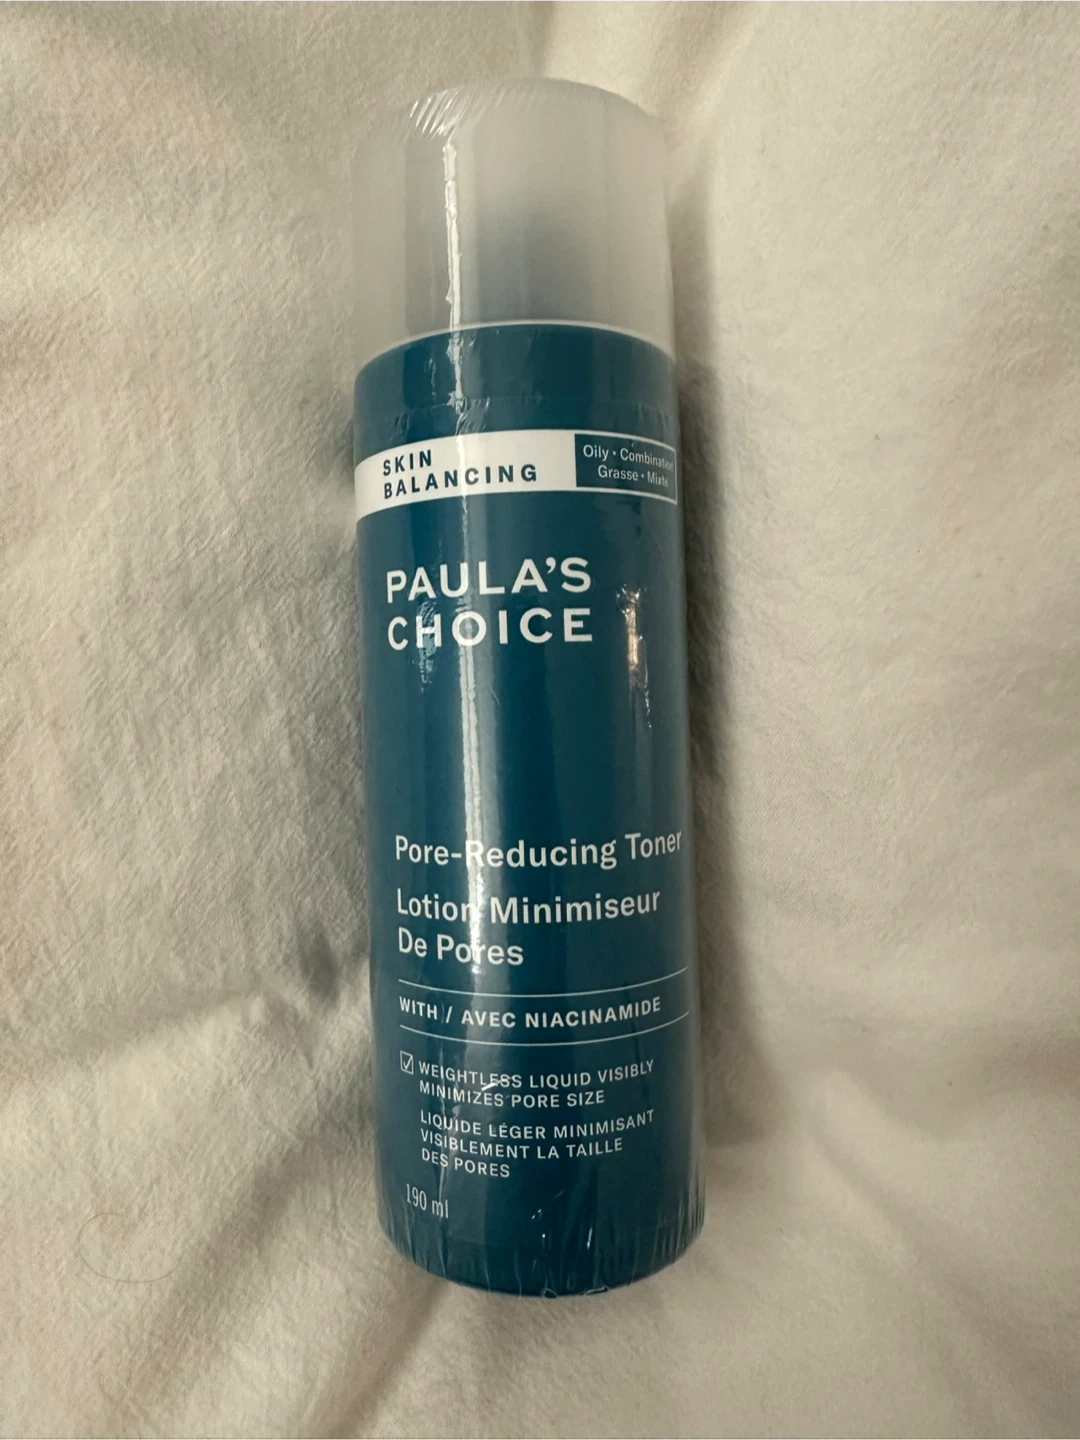 SKIN
BALANCING
Oily • Combination
Grasse • Mixte
PAULA'S
CHOICE
Pore-Reducing Toner
Lotion Minimiseur
De Pores
WITH / AVEC NIACINAMIDE
WEIGHTLESS LIQUID VISIBLY
MINIMIZES PORE SIZE
LIQUIDE LÉGER MINIMISANT
VISIBLEMENT LA TAILLE
DES PORES
190 ml